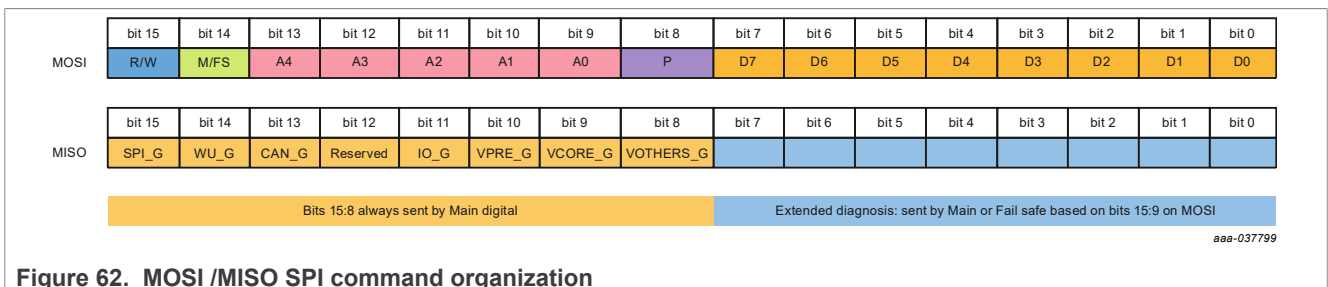 bit 15 bit 14 bit 13 bit 12 bit 11 bit 10 bit 9 bit 8 bit 7 bit 6 bit 5 bit 4 bit 3 bit 2 bit 1 bit 0
MOSI R/W M/FS A4 A3 A2 A1 A0 P D7 D6 D5 D4 D3 D2 D1 D0
bit 15 bit 14 bit 13 bit 12 bit 11 bit 10 bit 9 bit 8 bit 7 bit 6 bit 5 bit 4 bit 3 bit 2 bit 1 bit 0
MISO SPI_G WU_G CAN_G Reserved IO_G VPRE_G VCORE_G VOTHERS_G
Bits 15:8 always sent by Main digital Extended diagnosis: sent by Main or Fail safe based on bits 15:9 on MOSI
aaa-037799
Figure 62. MOSI /MISO SPI command organization